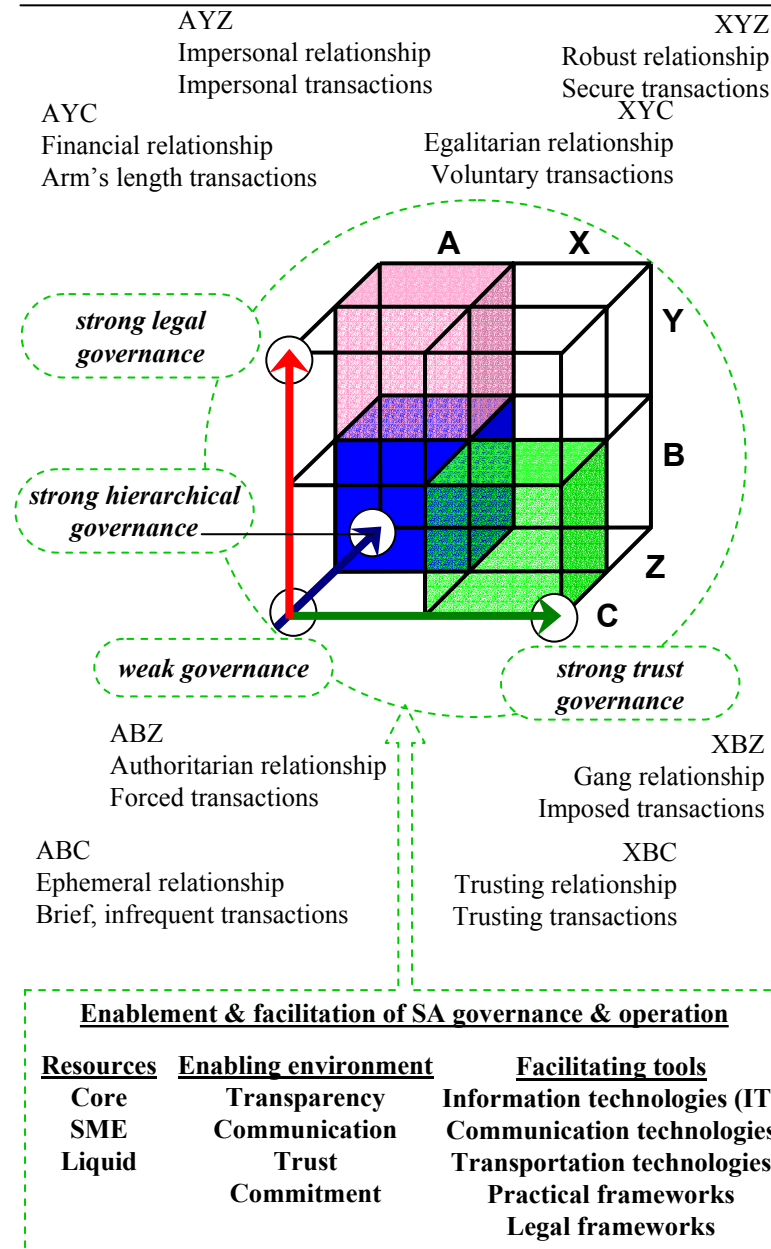 AYZ
Impersonal relationship
Impersonal transactions
XYZ
Robust relationship
Secure transactions
AYC
Financial relationship
Arm's length transactions
XYC
Egalitarian relationship
Voluntary transactions
A
X
Y
B
Z
C
strong legal
governance
strong hierarchical
governance
weak governance
strong trust
governance
ABZ
Authoritarian relationship
Forced transactions
XBZ
Gang relationship
Imposed transactions
ABC
Ephemeral relationship
Brief, infrequent transactions
XBC
Trusting relationship
Trusting transactions
Enablement & facilitation of SA governance & operation
Resources
Core
SME
Liquid
Enabling environment
Transparency
Communication
Trust
Commitment
Facilitating tools
Information technologies (IT
Communication technologies
Transportation technologies
Practical frameworks
Legal frameworks